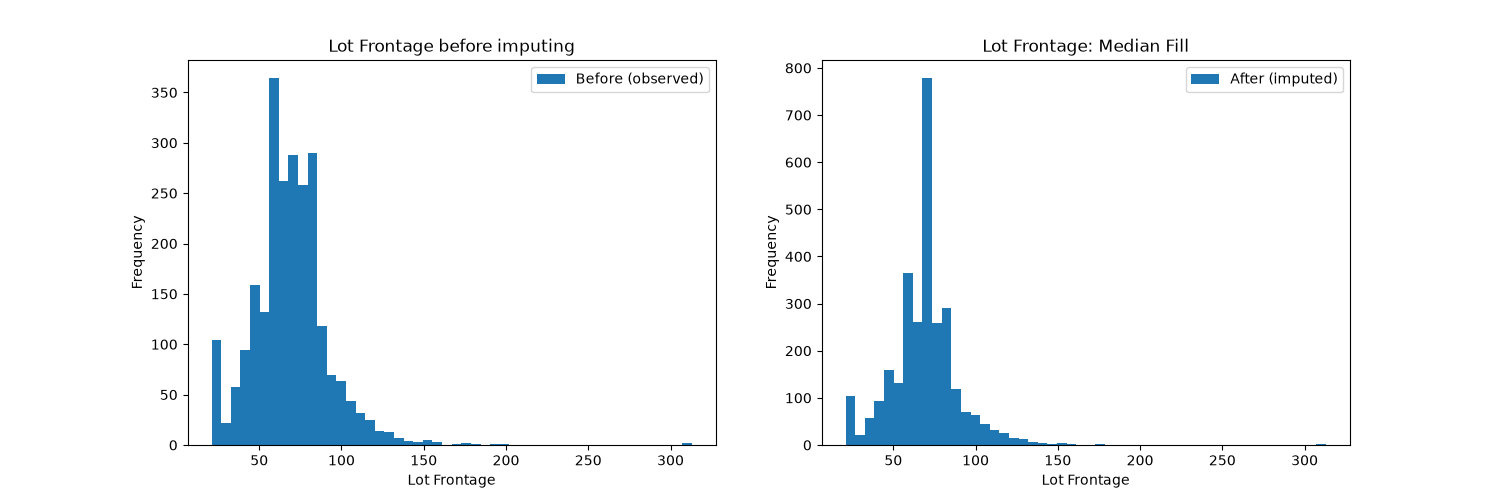 Lot Frontage before imputing
Before (observed)
350
300
250
200
150
100
50
0
Frequency
50 100 150 200 250 300
Lot Frontage
Lot Frontage: Median Fill
After (imputed)
800
700
600
500
400
300
200
100
0
Frequency
50 100 150 200 250 300
Lot Frontage